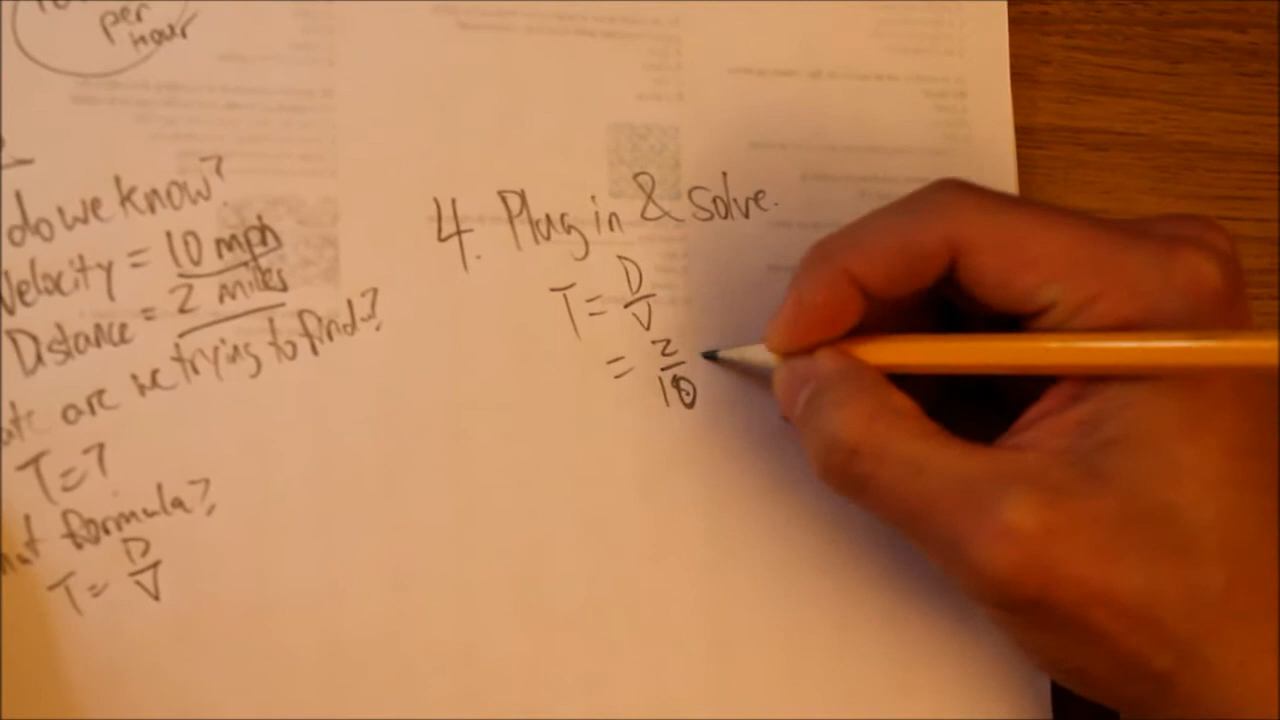 per
hour
do we know?
Velocity = 10 mph
Distance = 2 miles
are we trying to find?
T = ?
formula?
T = D/V
4. Plug in & solve.
T = D/V
= 2/10